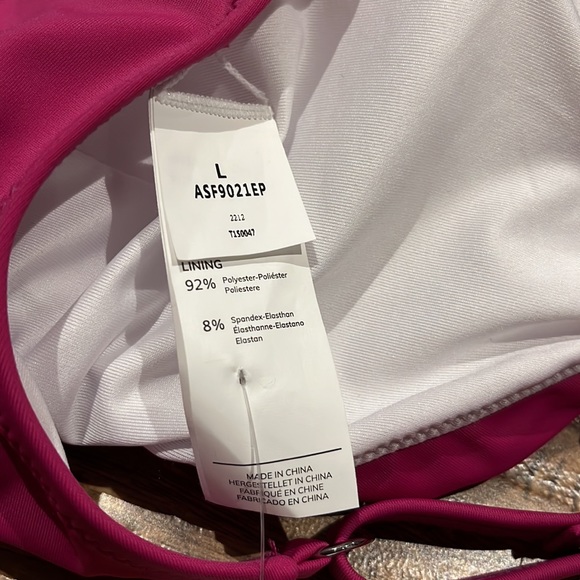 L
ASF9021EP
2212
T150047
LINING
92% Polyester-Poliéster
Poliestere
8% Spandex-Elasthan
Élasthanne-Elastano
Elastan
MADE IN CHINA
HERGESTELLET IN CHINA
FABRIQUÉ EN CHINE
FABRICADO EN CHINA